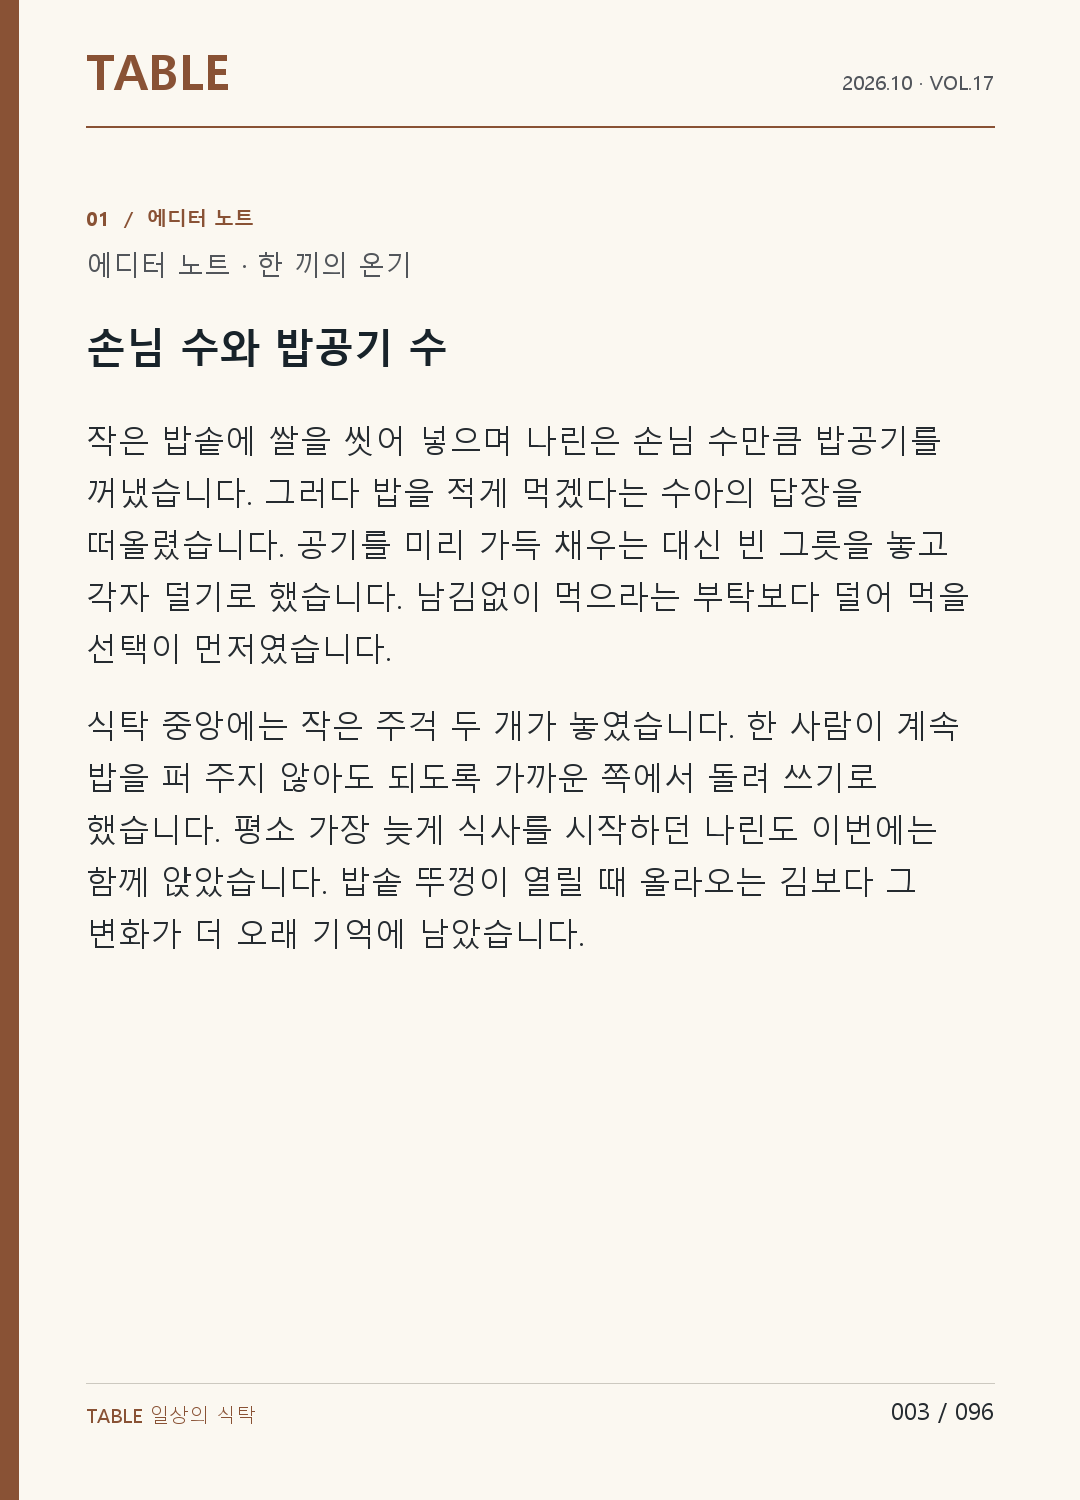 TABLE
2026.10 · VOL.17
01 / 에디터 노트
에디터 노트 · 한 끼의 온기
손님 수와 밥공기 수
작은 밥솥에 쌀을 씻어 넣으며 나린은 손님 수만큼 밥공기를
꺼냈습니다. 그러다 밥을 적게 먹겠다는 수아의 답장을
떠올렸습니다. 공기를 미리 가득 채우는 대신 빈 그릇을 놓고
각자 덜기로 했습니다. 남김없이 먹으라는 부탁보다 덜어 먹을
선택이 먼저였습니다.
식탁 중앙에는 작은 주걱 두 개가 놓였습니다. 한 사람이 계속
밥을 퍼 주지 않아도 되도록 가까운 쪽에서 돌려 쓰기로
했습니다. 평소 가장 늦게 식사를 시작하던 나린도 이번에는
함께 앉았습니다. 밥솥 뚜껑이 열릴 때 올라오는 김보다 그
변화가 더 오래 기억에 남았습니다.
TABLE 일상의 식탁
003 / 096